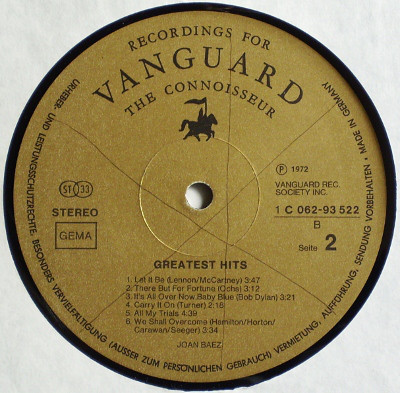 RECORDINGS FOR
VANGUARD
THE CONNOISSEUR
URHEBER- UND LEISTUNGSSCHUTZRECHTE, BESONDERS VERVIELFÄLTIGUNG (AUSSER ZUM PERSÖNLICHEN GEBRAUCH) VERMIETUNG, AUFFÜHRUNG, SENDUNG VORBEHALTEN • MADE IN GERMANY
ST 33
STEREO
GEMA
Ⓟ 1972
VANGUARD REC.
SOCIETY INC.
1 C 062-93 522
B
Seite 2
GREATEST HITS
1. Let It Be (Lennon/McCartney) 3:47
2. There But For Fortune (Ochs) 3:12
3. It's All Over Now, Baby Blue (Bob Dylan) 3:21
4. Carry It On (Turner) 2:16
5. All My Trials 4:39
6. We Shall Overcome (Hamilton/Horton/
Carawan/Seeger) 3:34
JOAN BAEZ